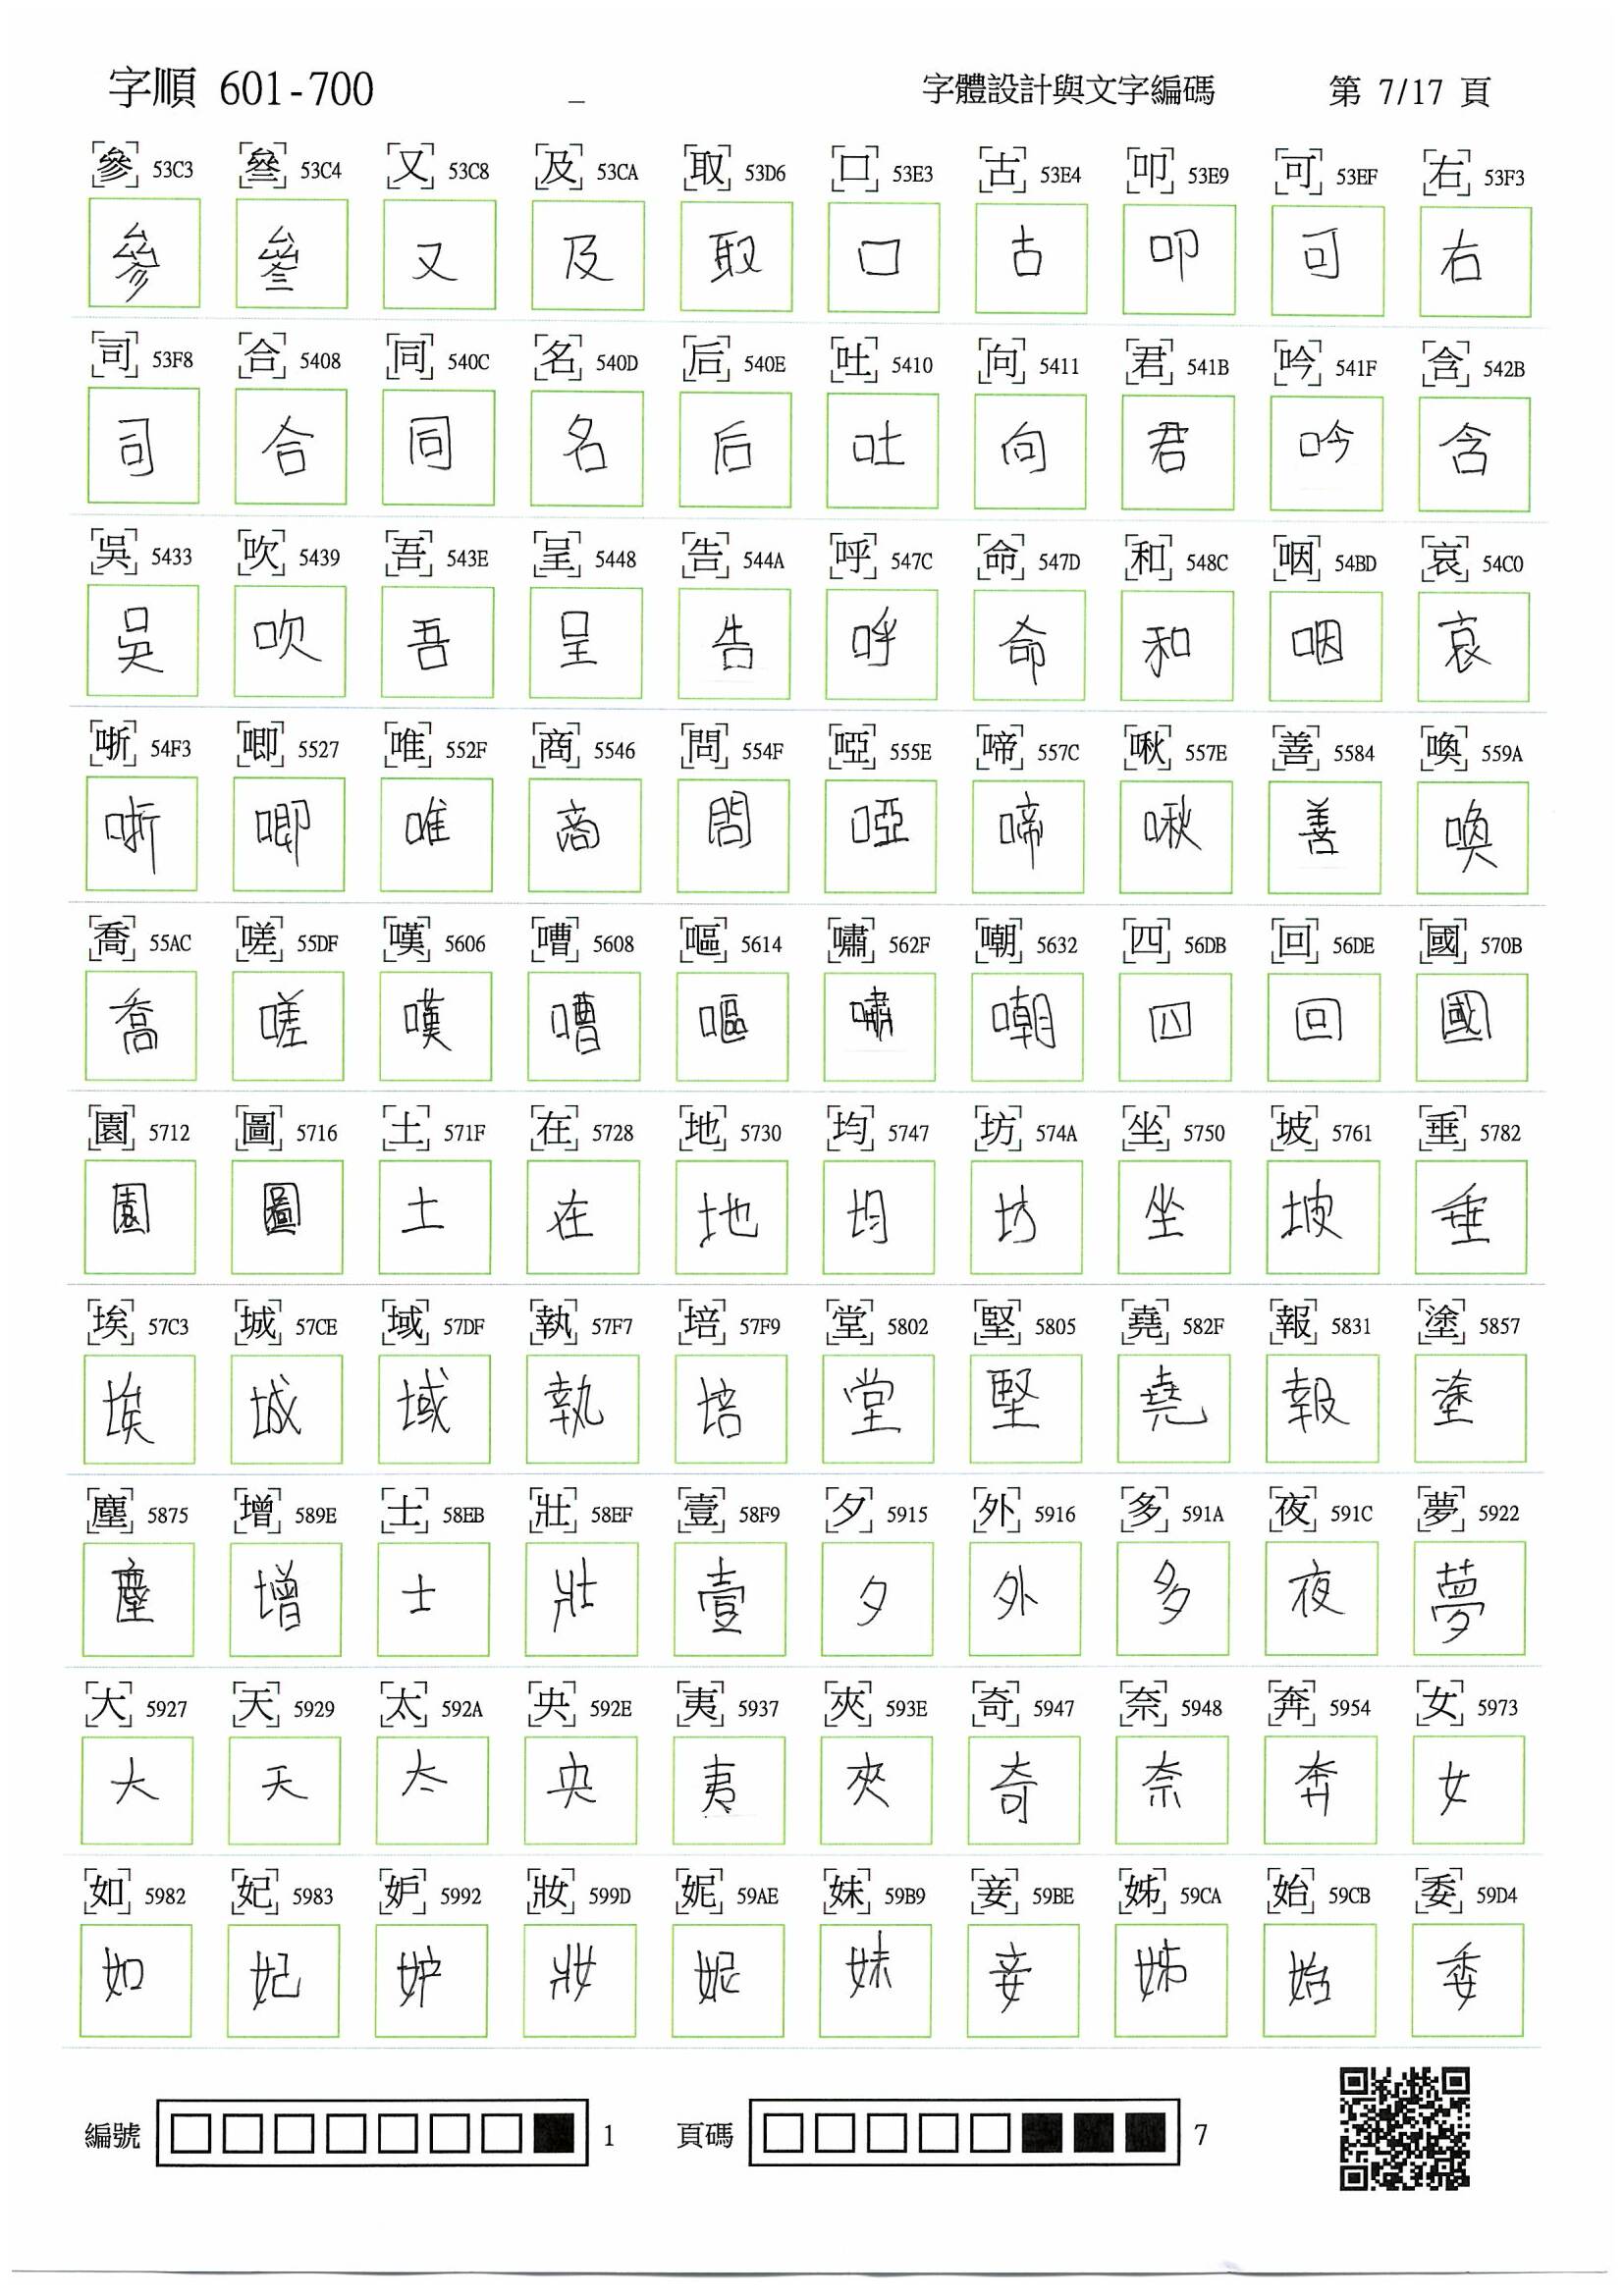 字順 601-700 _ 字體設計與文字編碼 第 7/17 頁
參 53C3 叄 53C4 又 53C8 及 53CA 取 53D6 口 53E3 古 53E4 叩 53E9 可 53EF 右 53F3
參 叄 又 及 取 口 古 叩 可 右
司 53F8 合 5408 同 540C 名 540D 后 540E 吐 5410 向 5411 君 541B 吟 541F 含 542B
司 合 同 名 后 吐 向 君 吟 含
吳 5433 吹 5439 吾 543E 呈 5448 告 544A 呼 547C 命 547D 和 548C 咽 54BD 哀 54C0
吳 吹 吾 呈 告 呼 命 和 咽 哀
哳 54F3 唧 5527 唯 552F 商 5546 問 554F 啞 555E 啼 557C 啾 557E 善 5584 喚 559A
哳 唧 唯 商 問 啞 啼 啾 善 喚
喬 55AC 嗟 55DF 嘆 5606 嘈 5608 嘔 5614 嘯 562F 嘲 5632 四 56DB 回 56DE 國 570B
喬 嗟 嘆 嘈 嘔 嘯 嘲 四 回 國
園 5712 圖 5716 土 571F 在 5728 地 5730 均 5747 坊 574A 坐 5750 坡 5761 垂 5782
園 圖 土 在 地 均 坊 坐 坡 垂
埃 57C3 城 57CE 域 57DF 執 57F7 培 57F9 堂 5802 堅 5805 堯 582F 報 5831 塗 5857
埃 城 域 執 培 堂 堅 堯 報 塗
塵 5875 增 589E 士 58EB 壯 58EF 壹 58F9 夕 5915 外 5916 多 591A 夜 591C 夢 5922
塵 增 士 壯 壹 夕 外 多 夜 夢
大 5927 天 5929 太 592A 央 592E 夷 5937 夾 593E 奇 5947 奈 5948 奔 5954 女 5973
大 天 太 央 夷 夾 奇 奈 奔 女
如 5982 妃 5983 妒 5992 妝 599D 妮 59AE 妹 59B9 妾 59BE 姊 59CA 始 59CB 委 59D4
如 妃 妒 妝 妮 妹 妾 姊 始 委
編號 1 頁碼 7